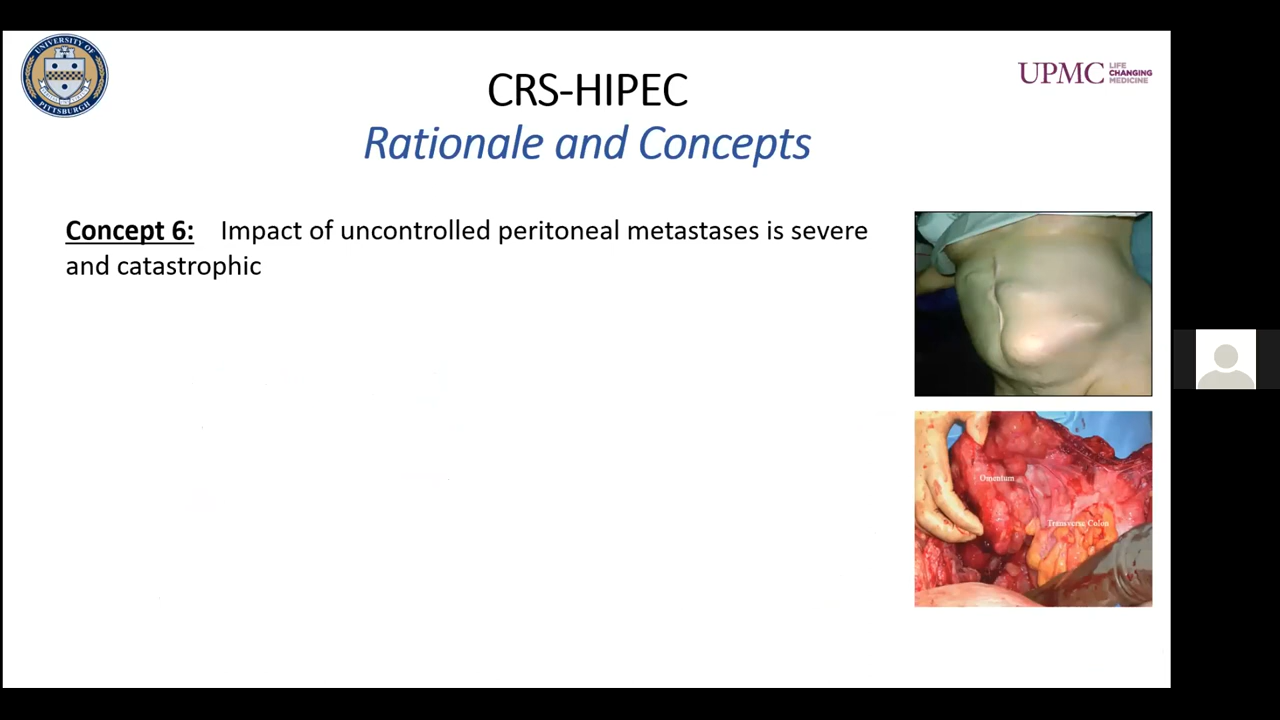 UNIVERSITY OF
PITTSBURGH
UPMC LIFE
CHANGING
MEDICINE
CRS-HIPEC
Rationale and Concepts
Concept 6: Impact of uncontrolled peritoneal metastases is severe
and catastrophic
Omentum
Transverse Colon